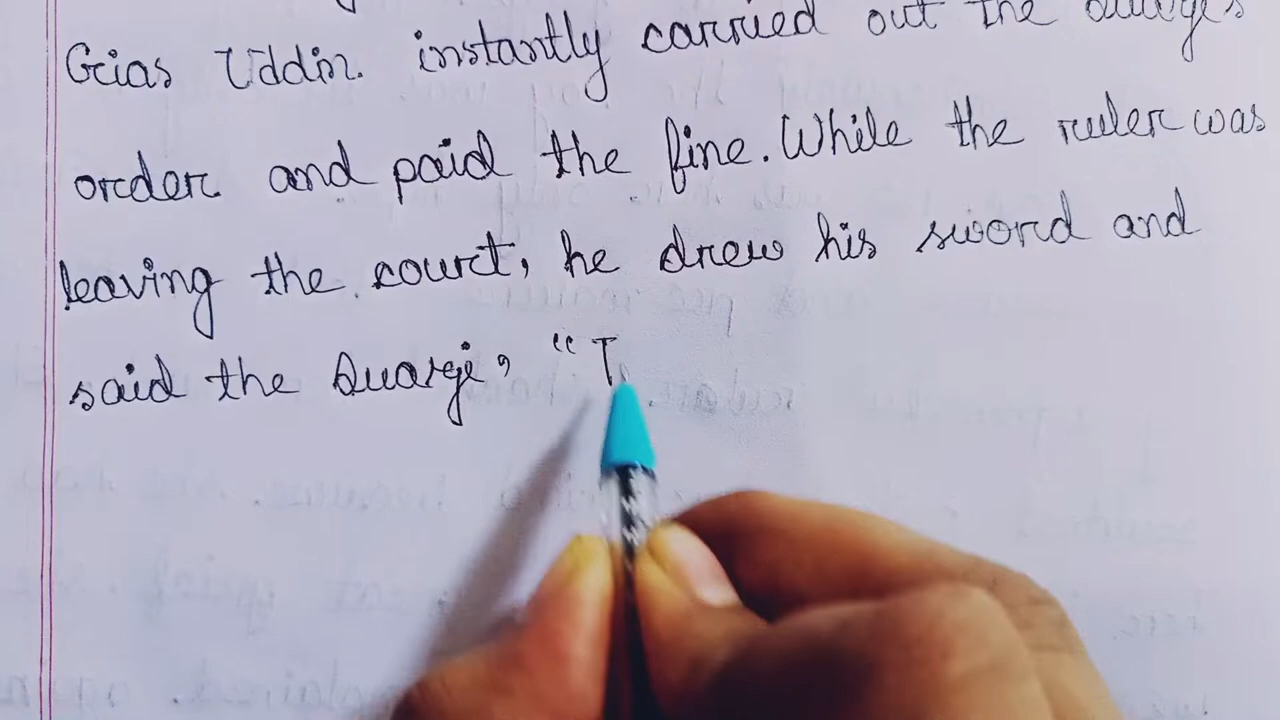 Gias Uddin. instantly carried out the
order and paid the fine. While the ruler was
leaving the court, he drew his sword and
said the Quazi, "I